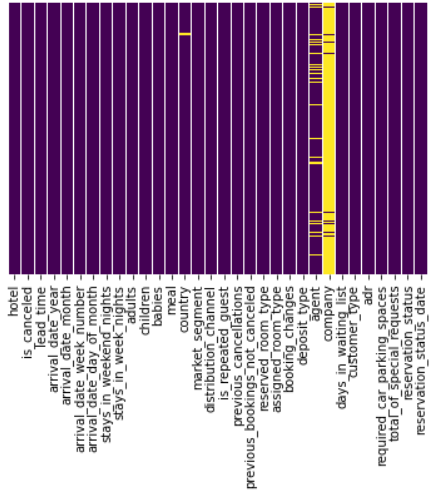 hotel
is_canceled
lead_time
arrival_date_year
arrival_date_month
arrival_date_week_number
arrival_date_day_of_month
stays_in_weekend_nights
stays_in_week_nights
adults
children
babies
meal
country
market_segment
distribution_channel
is_repeated_guest
previous_cancellations
previous_bookings_not_canceled
reserved_room_type
assigned_room_type
booking_changes
deposit_type
agent
company
days_in_waiting_list
customer_type
adr
required_car_parking_spaces
total_of_special_requests
reservation_status
reservation_status_date